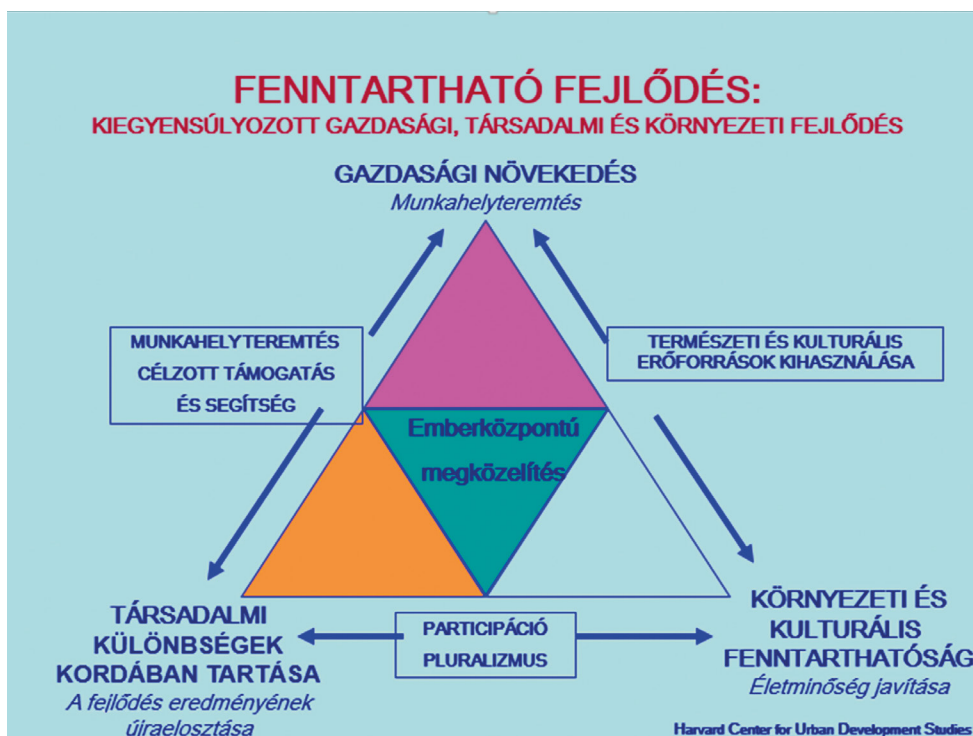 FENNTARTHATÓ FEJLŐDÉS:
KIEGYENSÚLYOZOTT GAZDASÁGI, TÁRSADALMI ÉS KÖRNYEZETI FEJLŐDÉS
GAZDASÁGI NÖVEKEDÉS
Munkahelyteremtés
MUNKAHELYTEREMTÉS
CÉLZOTT TÁMOGATÁS
ÉS SEGÍTSÉG
TERMÉSZETI ÉS KULTURÁLIS
ERŐFORRÁSOK KIHASZNÁLÁSA
Emberközpontú
megközelítés
TÁRSADALMI
KÜLÖNBSÉGEK
KORDÁBAN TARTÁSA
A fejlődés eredményének
újraelosztása
PARTICIPÁCIÓ
PLURALIZMUS
KÖRNYEZETI ÉS
KULTURÁLIS
FENNTARTHATÓSÁG
Életminőség javítása
Harvard Center for Urban Development Studies